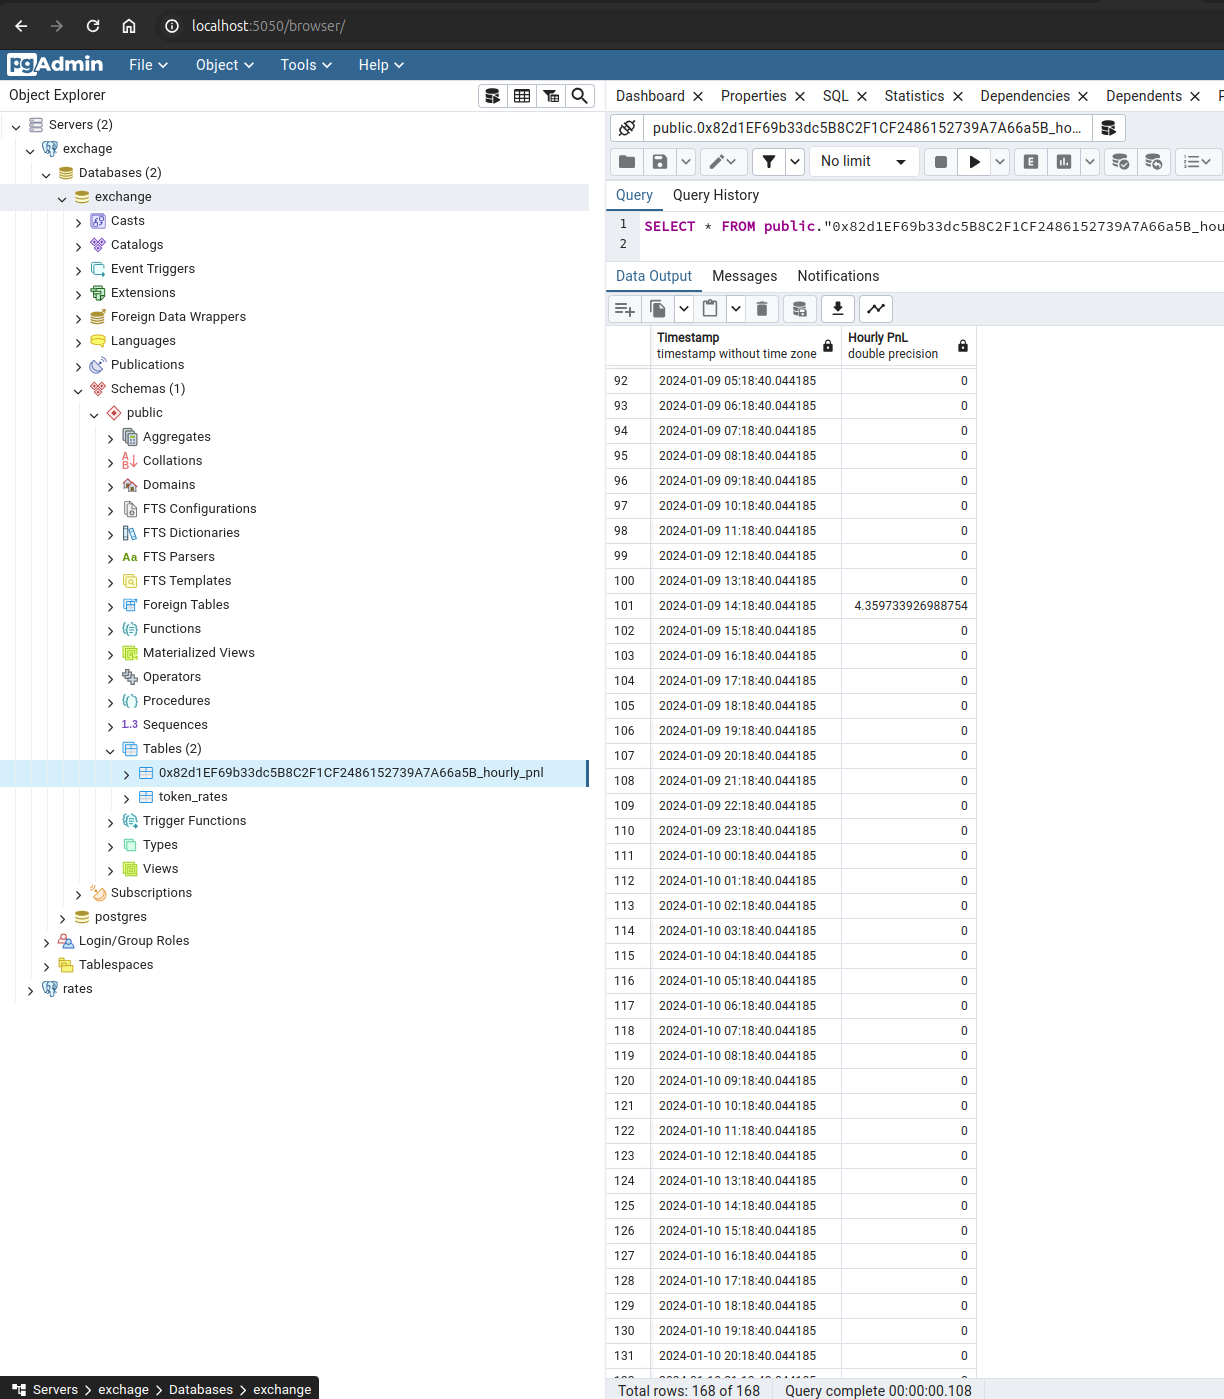 localhost:5050/browser/
pgAdmin File Object Tools Help
Object Explorer
Servers (2)
exchage
Databases (2)
exchange
Casts
Catalogs
Event Triggers
Extensions
Foreign Data Wrappers
Languages
Publications
Schemas (1)
public
Aggregates
Collations
Domains
FTS Configurations
FTS Dictionaries
Aa FTS Parsers
FTS Templates
Foreign Tables
Functions
Materialized Views
Operators
Procedures
1..3 Sequences
Tables (2)
0x82d1EF69b33dc5B8C2F1CF2486152739A7A66a5B_hourly_pnl
token_rates
Trigger Functions
Types
Views
Subscriptions
postgres
Login/Group Roles
Tablespaces
rates
Servers > exchage > Databases > exchange
Dashboard Properties SQL Statistics Dependencies Dependents
public.0x82d1EF69b33dc5B8C2F1CF2486152739A7A66a5B_ho...
No limit
E
Query Query History
1 SELECT * FROM public."0x82d1EF69b33dc5B8C2F1CF2486152739A7A66a5B_hou
2
Data Output Messages Notifications
Timestamp Hourly PnL
timestamp without time zone double precision
92 2024-01-09 05:18:40.044185 0
93 2024-01-09 06:18:40.044185 0
94 2024-01-09 07:18:40.044185 0
95 2024-01-09 08:18:40.044185 0
96 2024-01-09 09:18:40.044185 0
97 2024-01-09 10:18:40.044185 0
98 2024-01-09 11:18:40.044185 0
99 2024-01-09 12:18:40.044185 0
100 2024-01-09 13:18:40.044185 0
101 2024-01-09 14:18:40.044185 4.359733926988754
102 2024-01-09 15:18:40.044185 0
103 2024-01-09 16:18:40.044185 0
104 2024-01-09 17:18:40.044185 0
105 2024-01-09 18:18:40.044185 0
106 2024-01-09 19:18:40.044185 0
107 2024-01-09 20:18:40.044185 0
108 2024-01-09 21:18:40.044185 0
109 2024-01-09 22:18:40.044185 0
110 2024-01-09 23:18:40.044185 0
111 2024-01-10 00:18:40.044185 0
112 2024-01-10 01:18:40.044185 0
113 2024-01-10 02:18:40.044185 0
114 2024-01-10 03:18:40.044185 0
115 2024-01-10 04:18:40.044185 0
116 2024-01-10 05:18:40.044185 0
117 2024-01-10 06:18:40.044185 0
118 2024-01-10 07:18:40.044185 0
119 2024-01-10 08:18:40.044185 0
120 2024-01-10 09:18:40.044185 0
121 2024-01-10 10:18:40.044185 0
122 2024-01-10 11:18:40.044185 0
123 2024-01-10 12:18:40.044185 0
124 2024-01-10 13:18:40.044185 0
125 2024-01-10 14:18:40.044185 0
126 2024-01-10 15:18:40.044185 0
127 2024-01-10 16:18:40.044185 0
128 2024-01-10 17:18:40.044185 0
129 2024-01-10 18:18:40.044185 0
130 2024-01-10 19:18:40.044185 0
131 2024-01-10 20:18:40.044185 0
Total rows: 168 of 168 Query complete 00:00:00.108